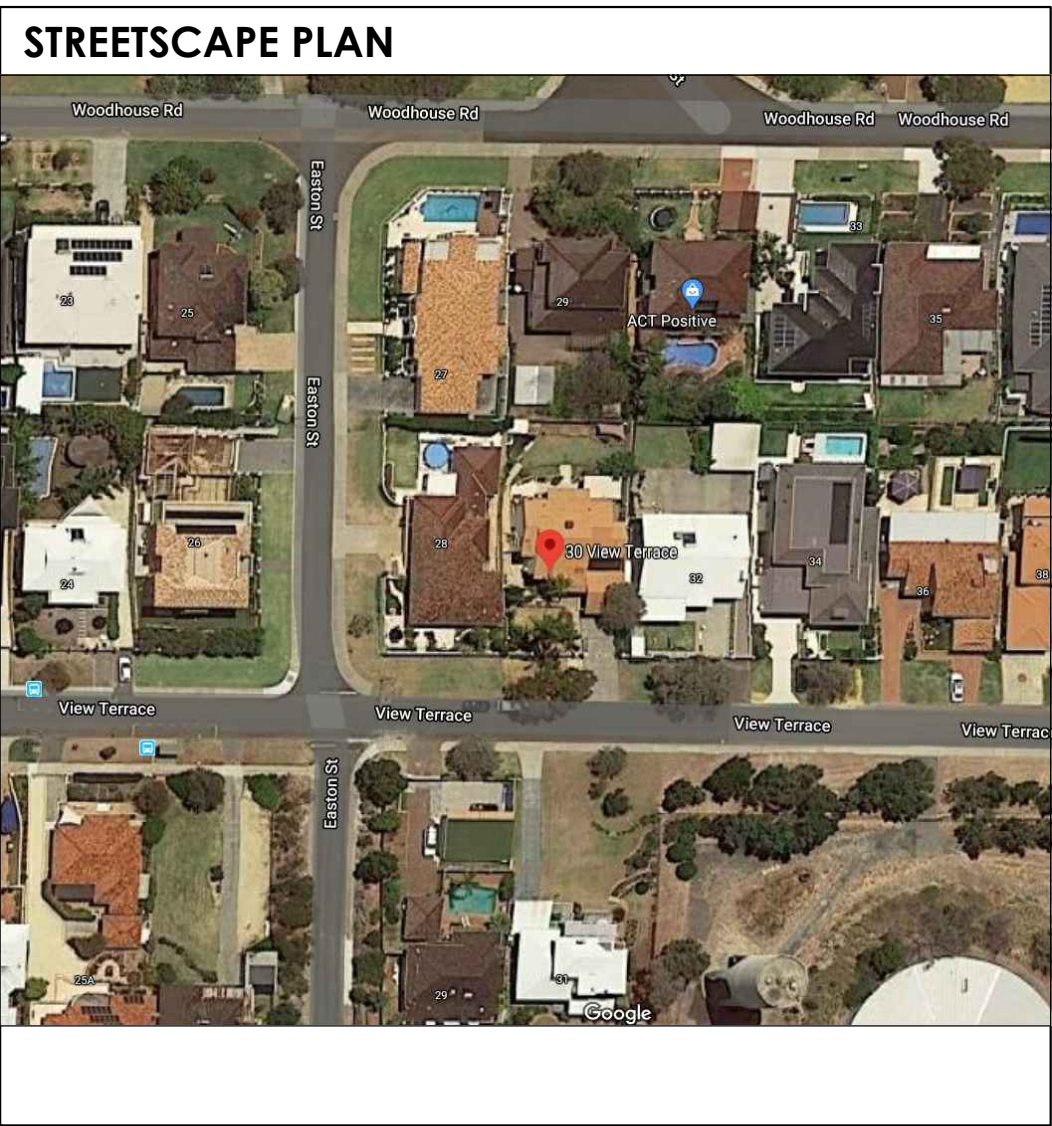 STREETSCAPE PLAN
Woodhouse Rd
Woodhouse Rd
Woodhouse Rd
Woodhouse Rd
Easton St
33
23
25
29
ACT Positive
35
27
Easton St
28
26
30 View Terrace
24
32
34
36
38
View Terrace
View Terrace
View Terrace
View Terrac
Easton St
25A
29
31
Google